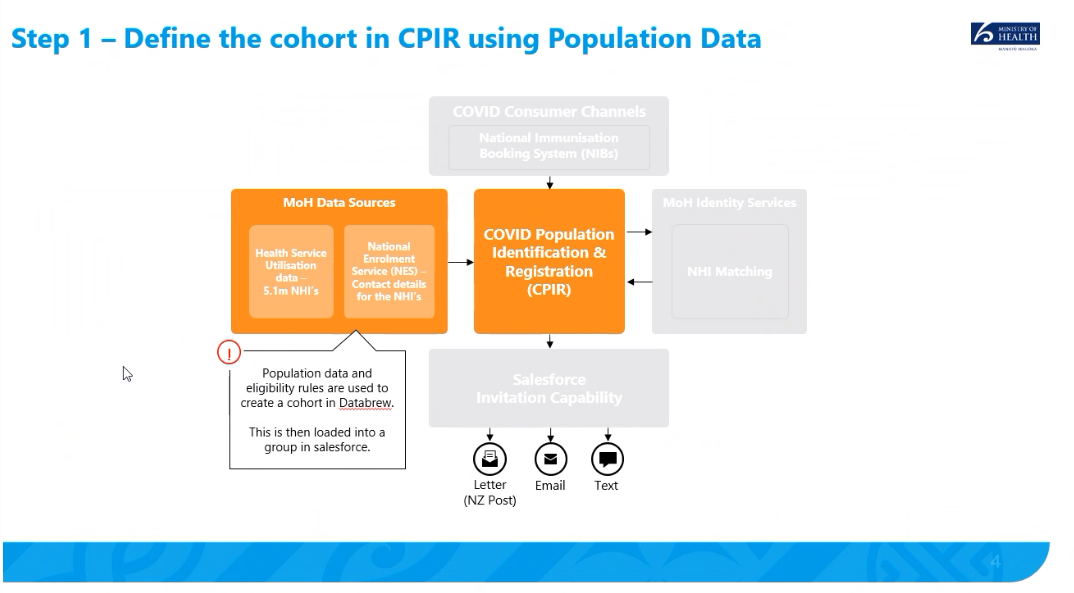 Step 1 – Define the cohort in CPIR using Population Data
MINISTRY OF
HEALTH
MANATŪ HAUORA
COVID Consumer Channels
National Immunisation
Booking System (NIBs)
MoH Data Sources
Health Service
Utilisation
data –
5.1m NHI's
National
Enrolment
Service (NES) –
Contact details
for the NHI's
COVID Population
Identification &
Registration
(CPIR)
MoH Identity Services
NHI Matching
!
Population data and
eligibility rules are used to
create a cohort in Databrew.
This is then loaded into a
group in salesforce.
Salesforce
Invitation Capability
Letter
(NZ Post)
Email
Text
4